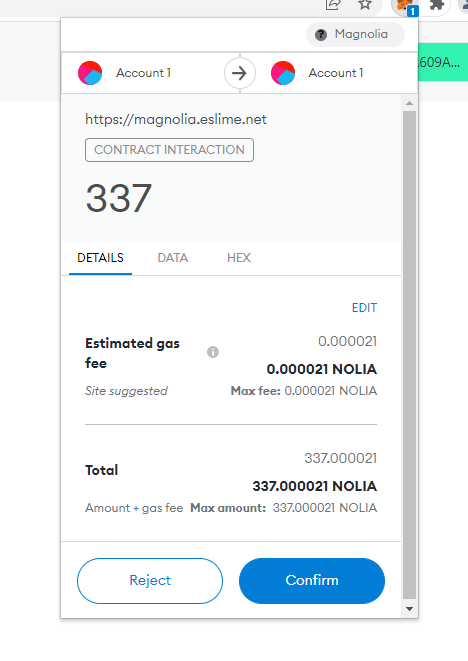 1
Magnolia
.609A...
Account 1
Account 1
https://magnolia.eslime.net
CONTRACT INTERACTION
337
DETAILS
DATA
HEX
EDIT
Estimated gas
fee
0.000021
0.000021 NOLIA
Site suggested
Max fee: 0.000021 NOLIA
Total
337.000021
337.000021 NOLIA
Amount + gas fee
Max amount: 337.000021 NOLIA
Reject
Confirm